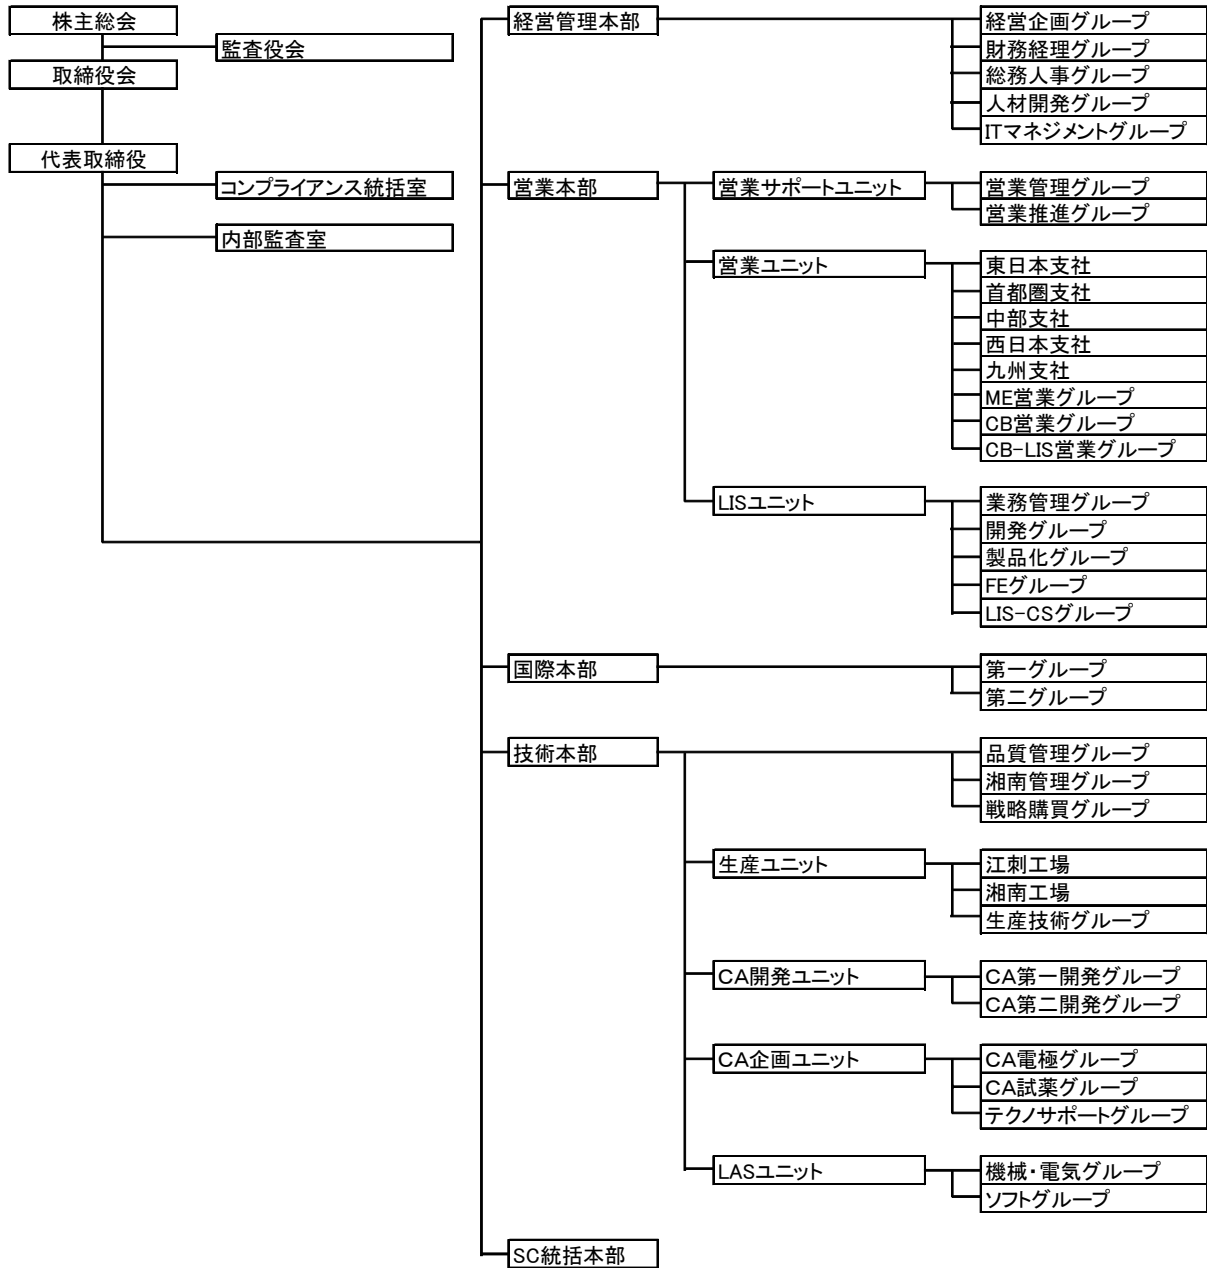 株主総会
監査役会
取締役会
代表取締役
コンプライアンス統括室
内部監査室
経営管理本部
経営企画グループ
財務経理グループ
総務人事グループ
人材開発グループ
ITマネジメントグループ
営業本部
営業サポートユニット
営業管理グループ
営業推進グループ
営業ユニット
東日本支社
首都圏支社
中部支社
西日本支社
九州支社
ME営業グループ
CB営業グループ
CB-LIS営業グループ
LISユニット
業務管理グループ
開発グループ
製品化グループ
FEグループ
LIS-CSグループ
国際本部
第一グループ
第二グループ
技術本部
品質管理グループ
湘南管理グループ
戦略購買グループ
生産ユニット
江刺工場
湘南工場
生産技術グループ
CA開発ユニット
CA第一開発グループ
CA第二開発グループ
CA企画ユニット
CA電極グループ
CA試薬グループ
テクノサポートグループ
LASユニット
機械・電気グループ
ソフトグループ
SC統括本部